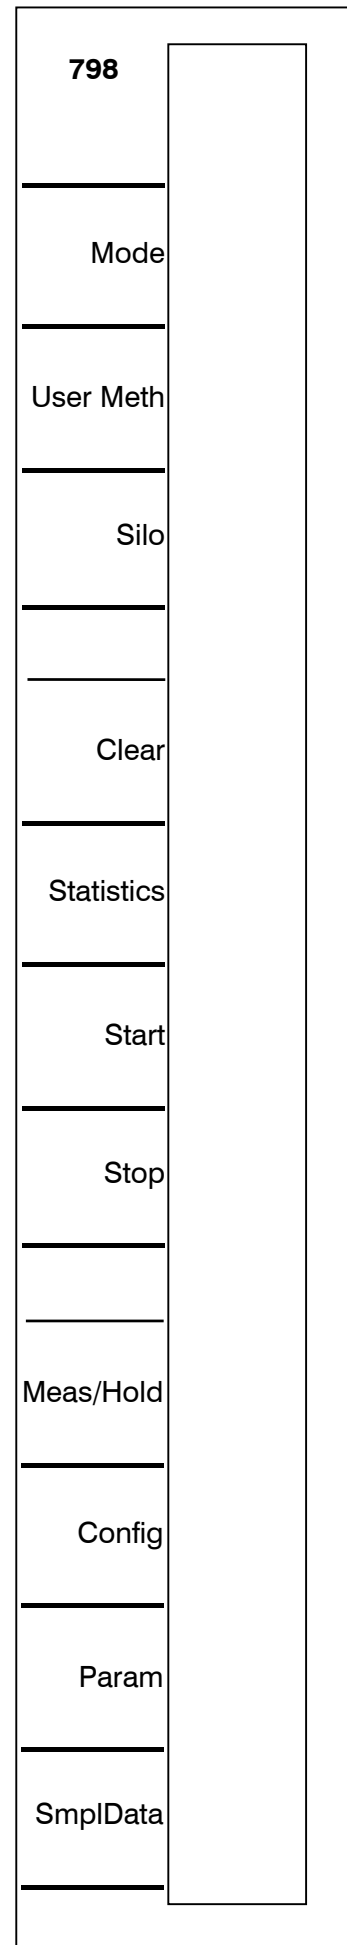 798
Mode
User Meth
Silo
Clear
Statistics
Start
Stop
Meas/Hold
Config
Param
SmplData